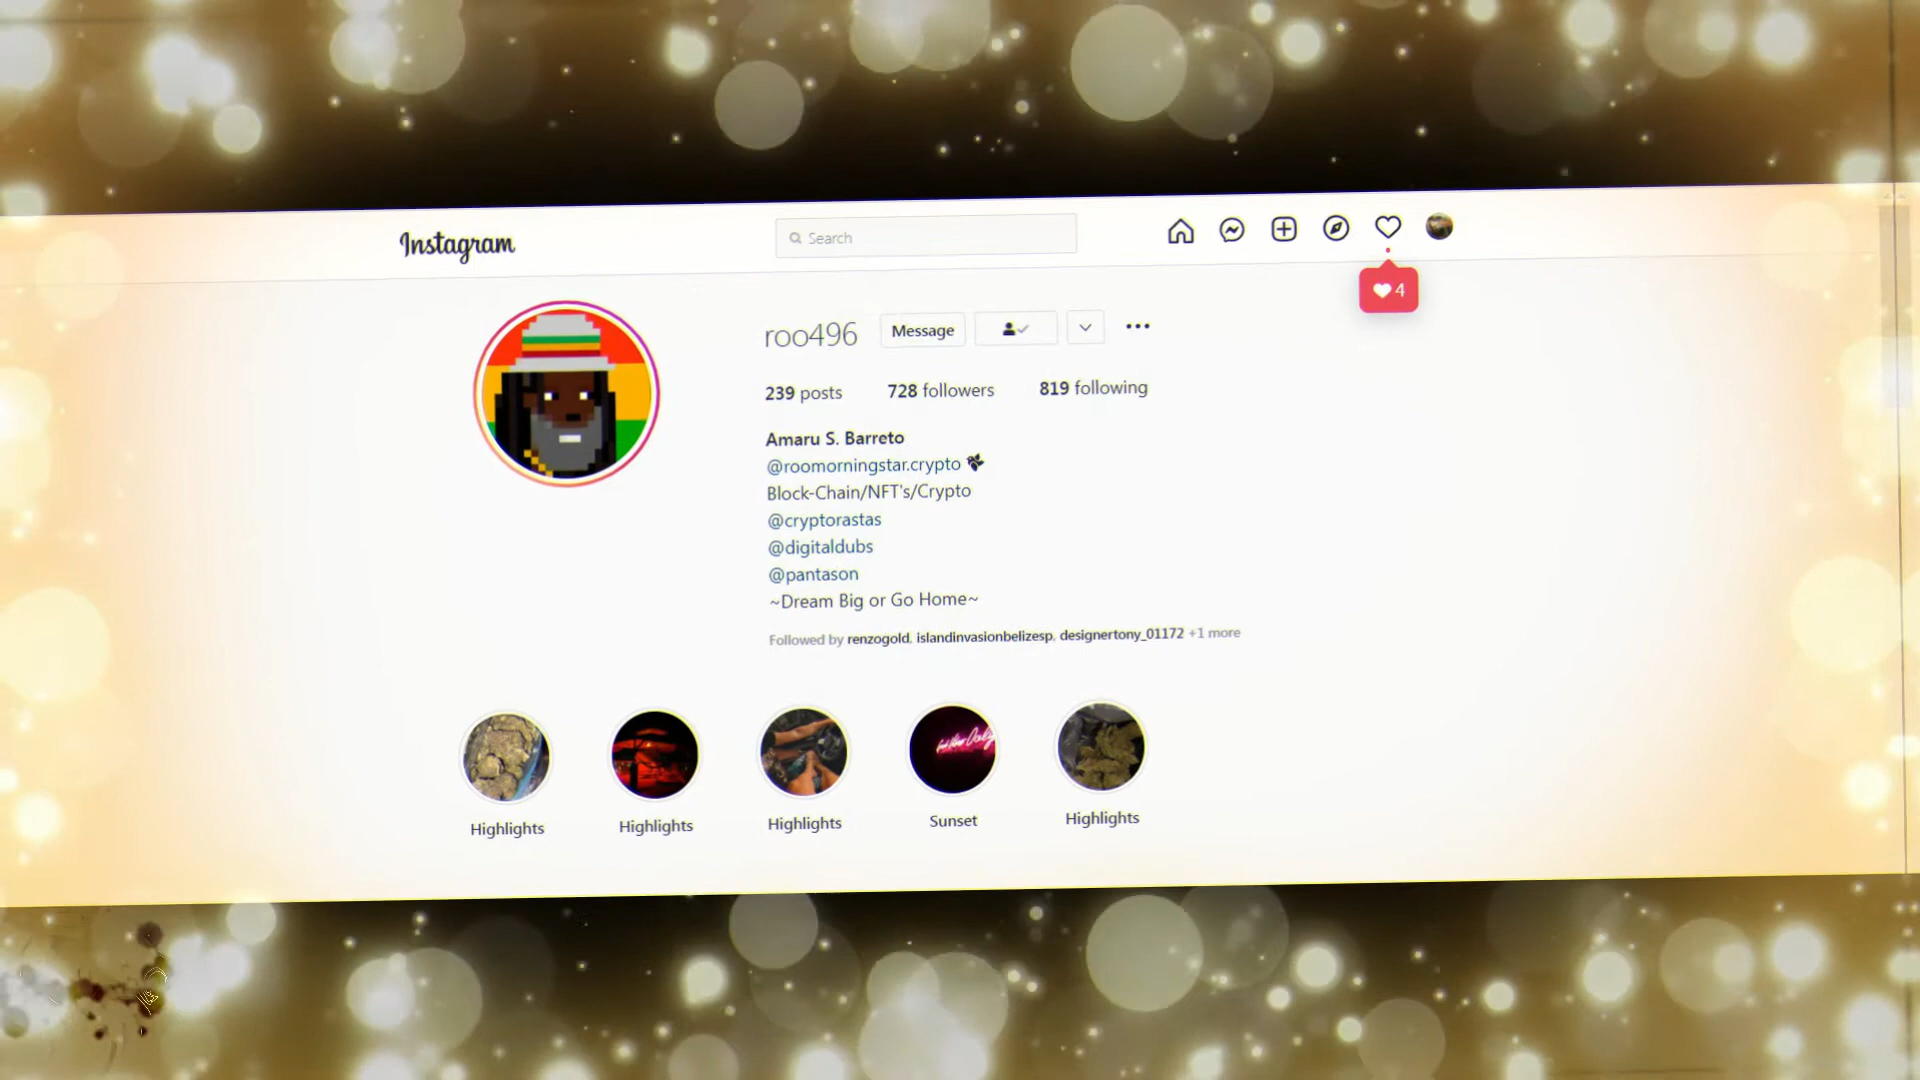 Instagram
Search
4
roo496 Message
239 posts 728 followers 819 following
Amaru S. Barreto
@roomorningstar.crypto
Block-Chain/NFT's/Crypto
@cryptorastas
@digitaldubs
@pantason
~Dream Big or Go Home~
Followed by renzogold, islandinvasionbelizesp, designertony_01172 +1 more
Highlights Highlights Highlights Sunset Highlights